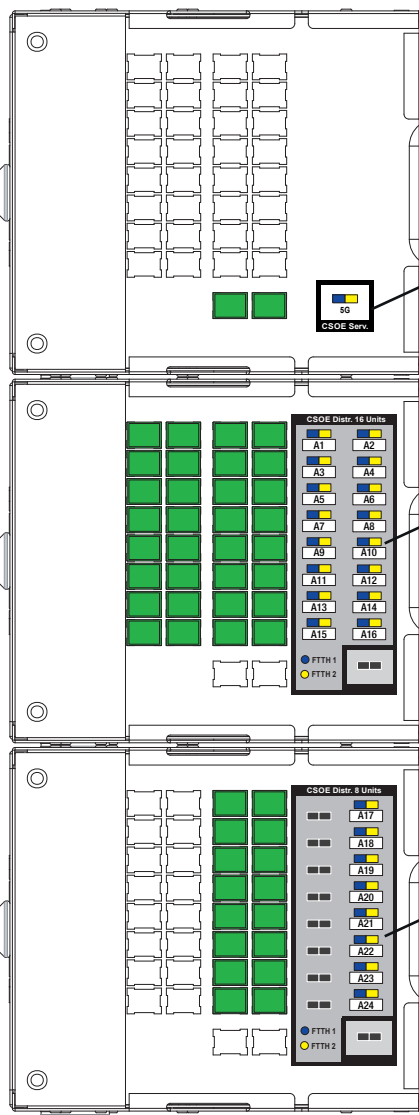 5G
CSOE Serv.
CSOE Distr. 16 Units
A1 A2
A3 A4
A5 A6
A7 A8
A9 A10
A11 A12
A13 A14
A15 A16
FTTH 1
FTTH 2
CSOE Distr. 8 Units
A17
A18
A19
A20
A21
A22
A23
A24
FTTH 1
FTTH 2